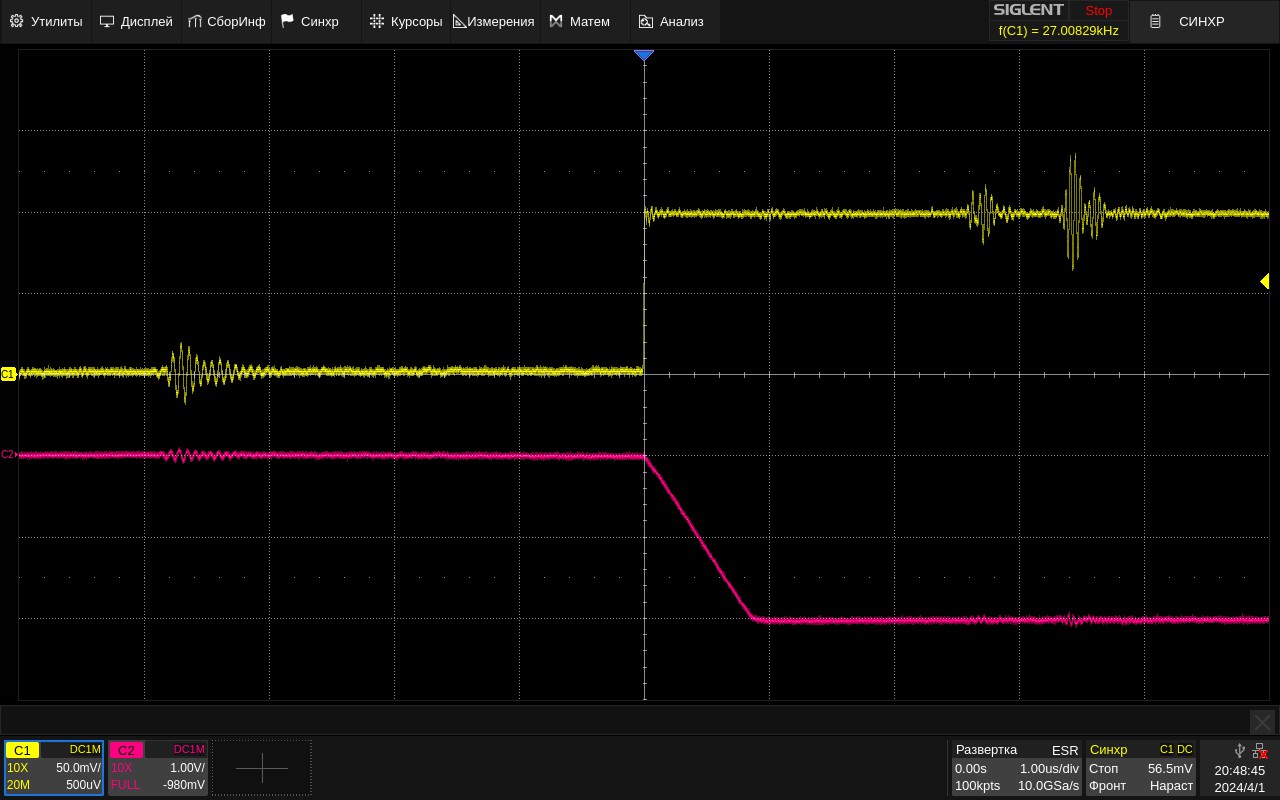 Утилиты Дисплей СборИнф Синхр Курсоры Измерения Матем Анализ
SIGLENT Stop
f(C1) = 27.00829kHz
СИНХР
C1
C2
C1 DC1M
10X 50.0mV/
20M 500uV
C2 DC1M
10X 1.00V/
FULL -980mV
Развертка ESR
0.00s 1.00us/div
100kpts 10.0GSa/s
Синхр C1 DC
Стоп 56.5mV
Фронт Нараст
20:48:45
2024/4/1